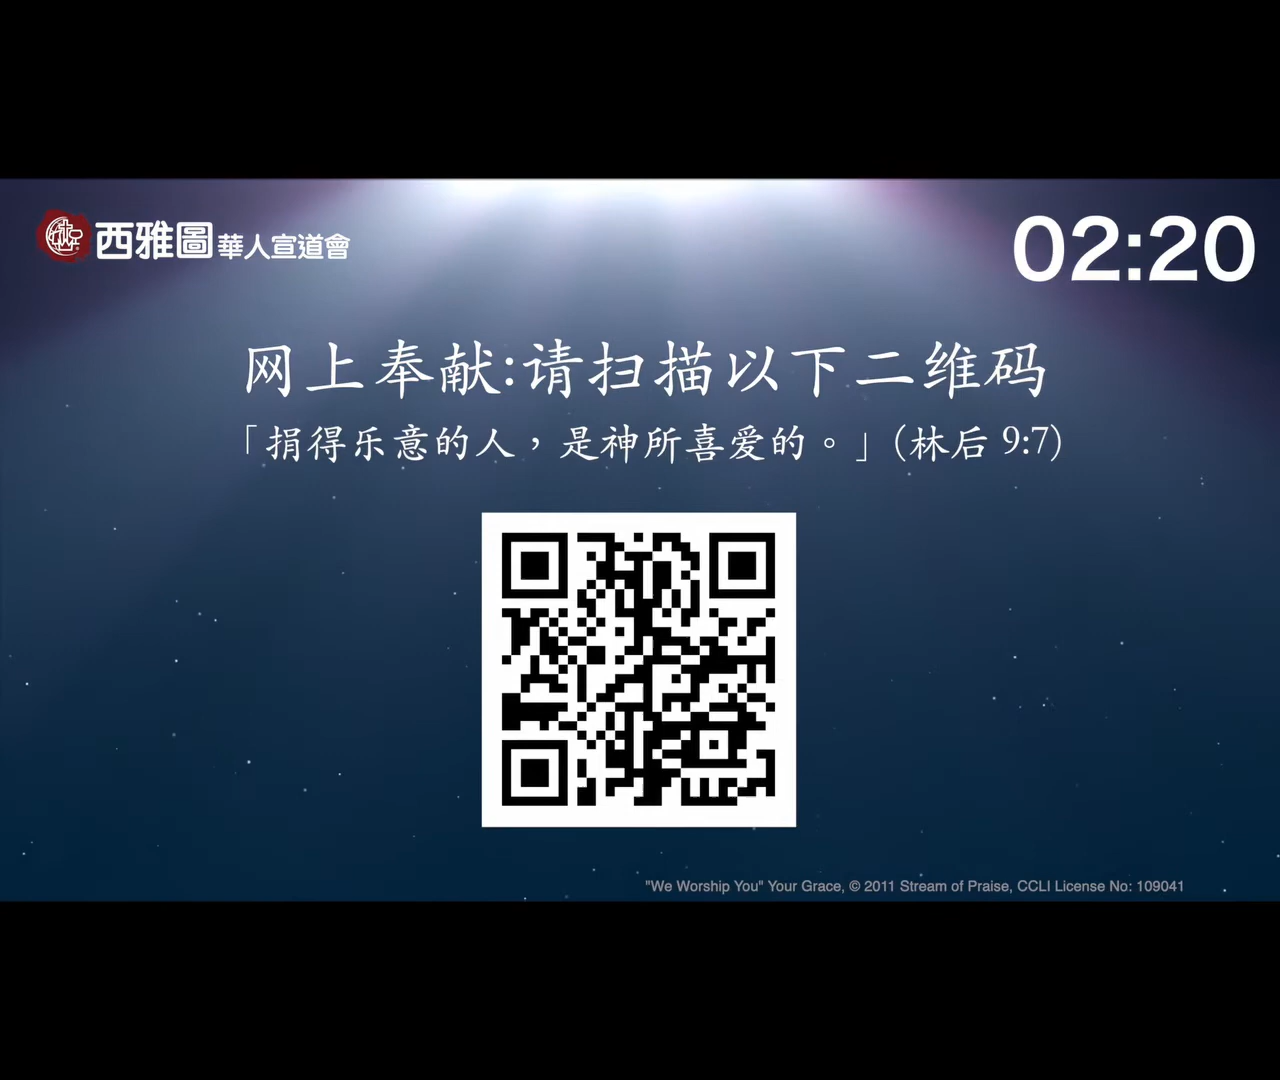 西雅圖 華人宣道會
02:20
网上奉献:请扫描以下二维码
「捐得乐意的人，是神所喜爱的。」(林后 9:7)
"We Worship You" Your Grace, © 2011 Stream of Praise, CCLI License No: 109041